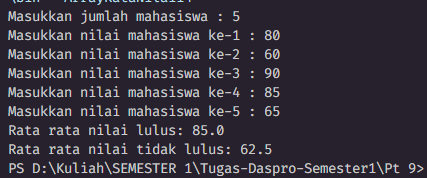 Masukkan jumlah mahasiswa : 5
Masukkan nilai mahasiswa ke-1 : 80
Masukkan nilai mahasiswa ke-2 : 60
Masukkan nilai mahasiswa ke-3 : 90
Masukkan nilai mahasiswa ke-4 : 85
Masukkan nilai mahasiswa ke-5 : 65
Rata rata nilai lulus: 85.0
Rata rata nilai tidak lulus: 62.5
PS D:\Kuliah\SEMESTER 1\Tugas-Daspro-Semester1\Pt 9>